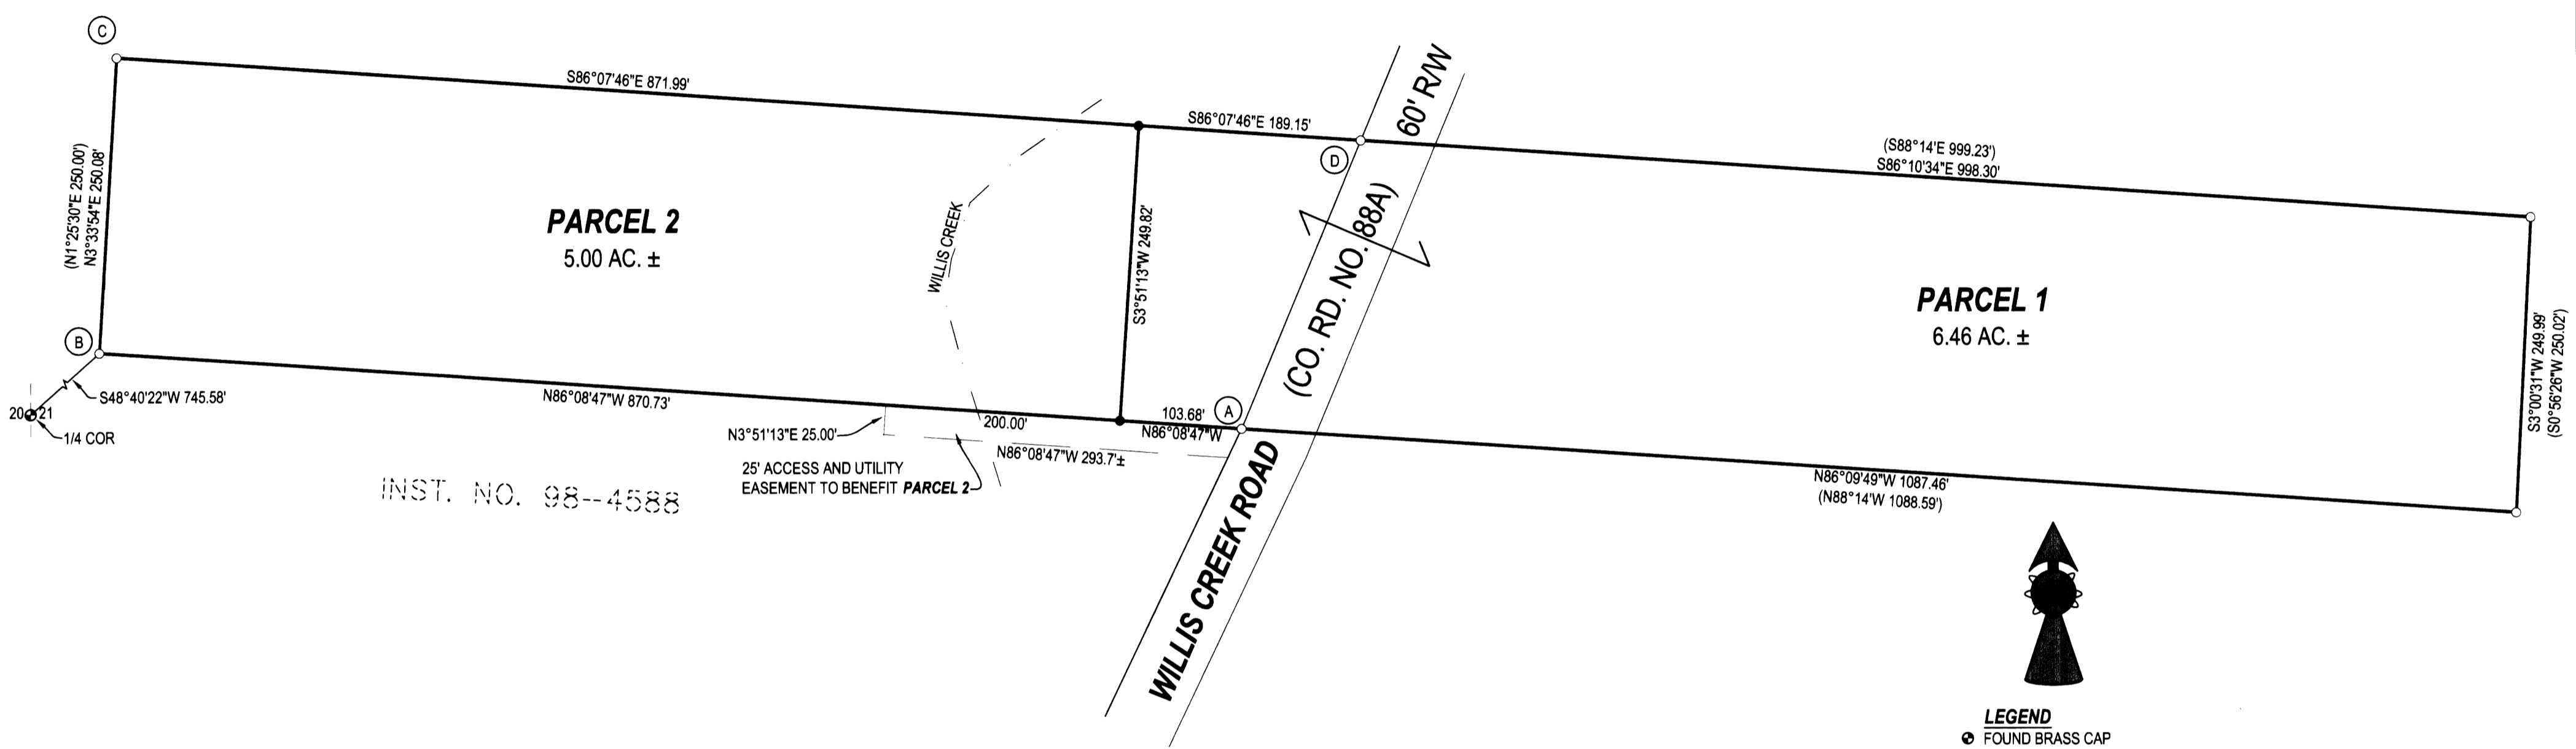 C
S86°07'46"E 871.99'
S86°07'46"E 189.15'
60' R/W
(S88°14'E 999.23')
S86°10'34"E 998.30'
D
(N1°25'30"E 250.00')
N3°33'54"E 250.08'
PARCEL 2
5.00 AC. ±
WILLIS CREEK
S3°51'13"W 249.82'
(CO. RD. NO. 88A)
PARCEL 1
6.46 AC. ±
S3°00'31"W 249.99'
(S0°56'26"W 250.02')
B
S48°40'22"W 745.58'
20 21
1/4 COR
N86°08'47"W 870.73'
A
103.68'
N86°08'47"W
200.00'
N3°51'13"E 25.00'
N86°08'47"W 293.7'±
25' ACCESS AND UTILITY
EASEMENT TO BENEFIT PARCEL 2
INST. NO. 98--4588
WILLIS CREEK ROAD
N86°09'49"W 1087.46'
(N88°14'W 1088.59')
LEGEND
FOUND BRASS CAP